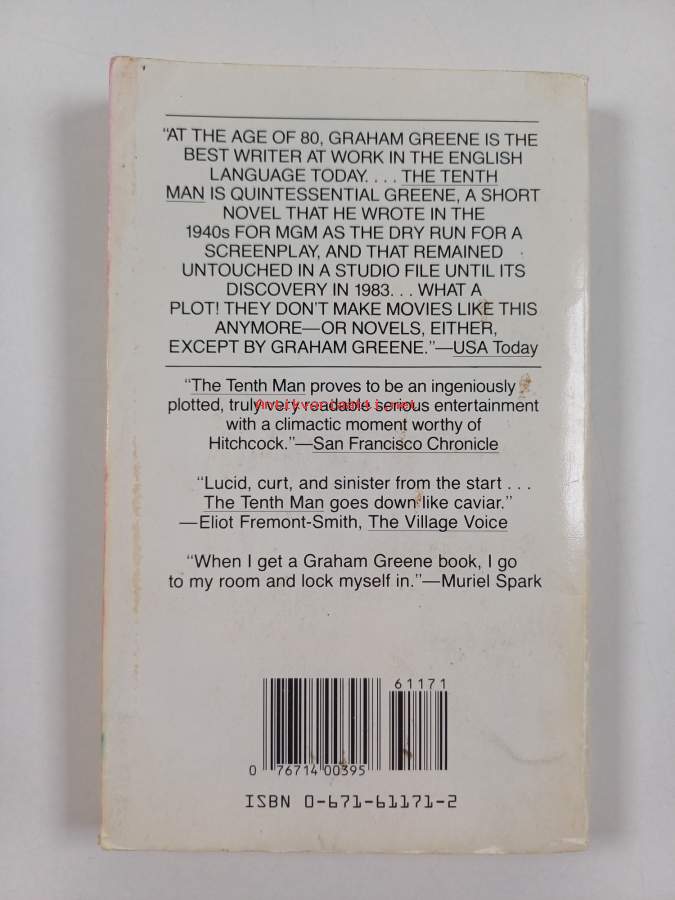 “AT THE AGE OF 80, GRAHAM GREENE IS THE
BEST WRITER AT WORK IN THE ENGLISH
LANGUAGE TODAY. . . . THE TENTH
MAN IS QUINTESSENTIAL GREENE, A SHORT
NOVEL THAT HE WROTE IN THE
1940s FOR MGM AS THE DRY RUN FOR A
SCREENPLAY, AND THAT REMAINED
UNTOUCHED IN A STUDIO FILE UNTIL ITS
DISCOVERY IN 1983. . . WHAT A
PLOT! THEY DON’T MAKE MOVIES LIKE THIS
ANYMORE—OR NOVELS, EITHER,
EXCEPT BY GRAHAM GREENE.”—USA Today
“The Tenth Man proves to be an ingeniously
plotted, truly very readable serious entertainment
Antikvariaatti.net
with a climactic moment worthy of
Hitchcock.”—San Francisco Chronicle
“Lucid, curt, and sinister from the start . . .
The Tenth Man goes down like caviar.”
—Eliot Fremont-Smith, The Village Voice
“When I get a Graham Greene book, I go
to my room and lock myself in.”—Muriel Spark
61171
0 76714 00395
ISBN 0-671-61171-2